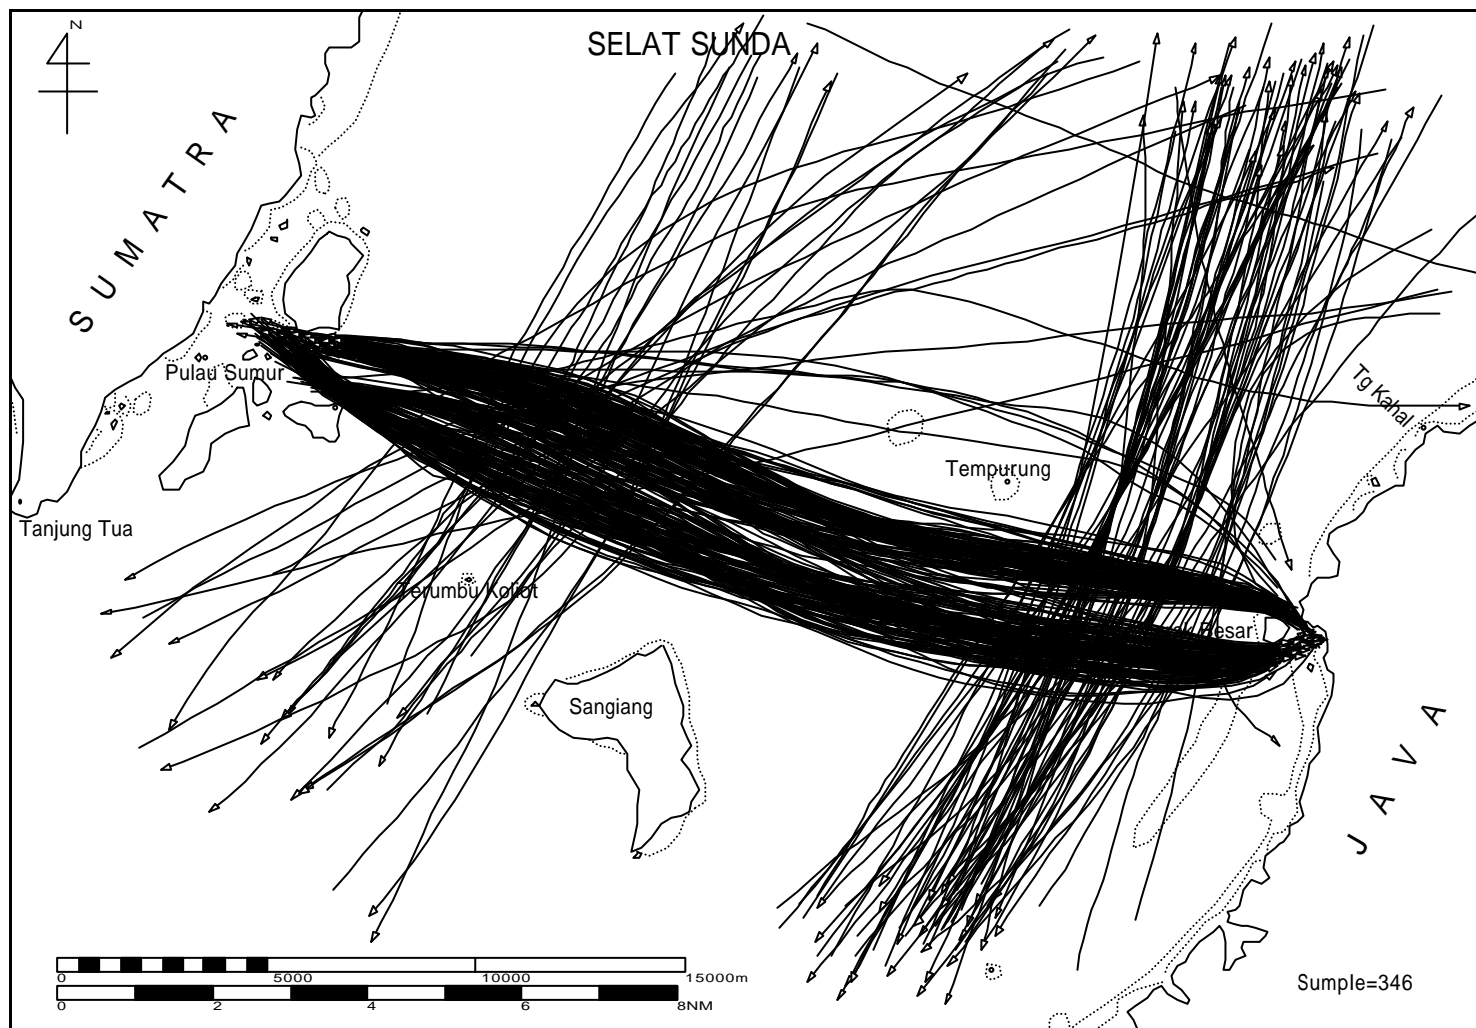 N
SELAT SUNDA
SUMATRA
Pulau Sumur
Tg Kahal
Tempurung
Tanjung Tua
Terumbu Koliot
Besar
Sangiang
JAVA
0 5000 10000 15000m
0 2 4 6 8NM
Sumple=346